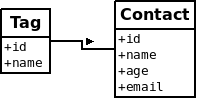 Tag
+id
+name
Contact
+id
+name
+age
+email